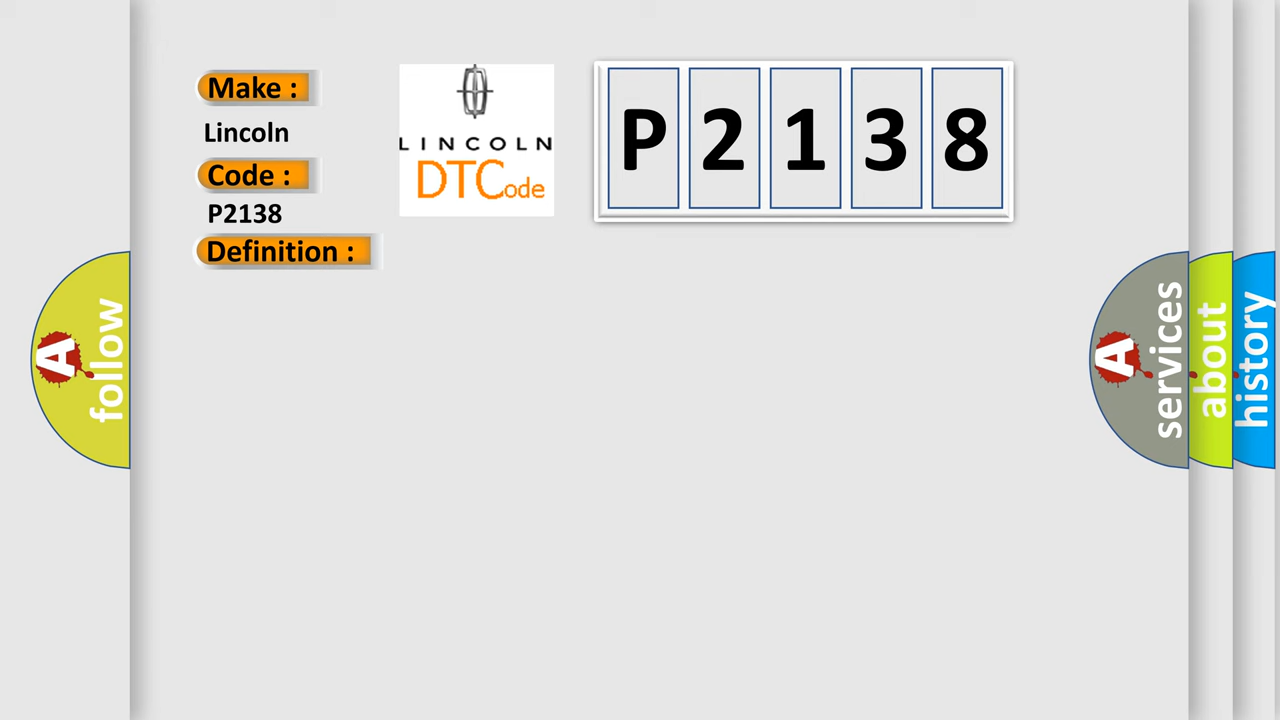 Make :
Lincoln
Code :
P2138
Definition :
LINCOLN
DTCode
P 2 1 3 8
A follow
A services
about
history